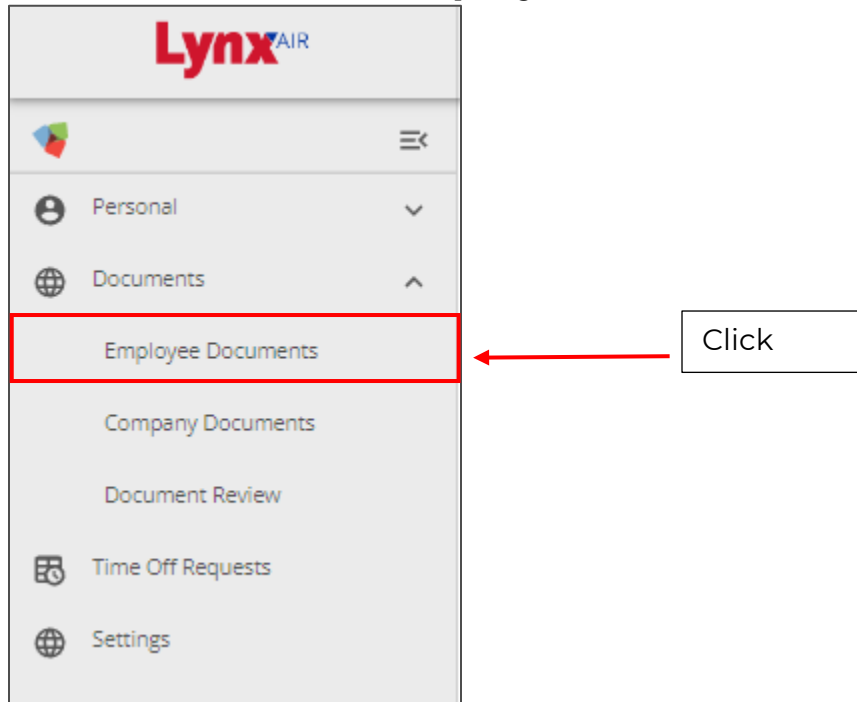 Lynx AIR
Personal
Documents
Employee Documents
Click
Company Documents
Document Review
Time Off Requests
Settings